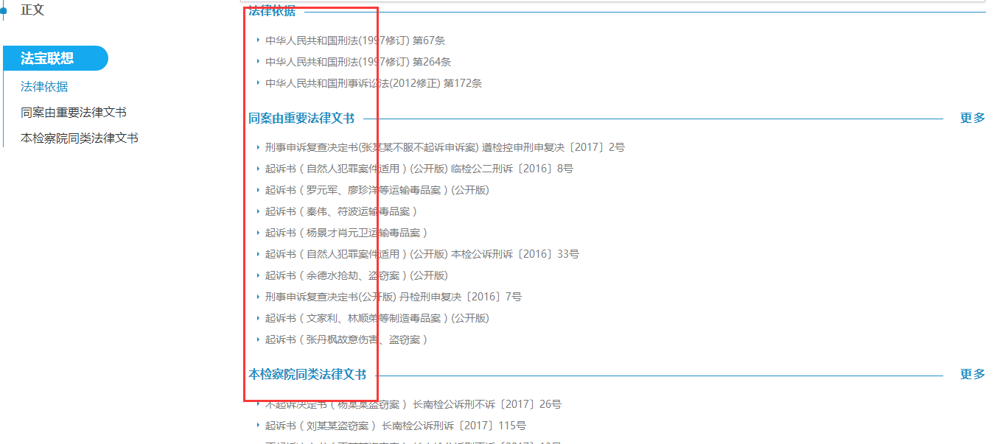 正文
法宝联想
法律依据
同案由重要法律文书
本检察院同类法律文书
法律依据
中华人民共和国刑法(1997修订) 第67条
中华人民共和国刑法(1997修订) 第264条
中华人民共和国刑事诉讼法(2012修正) 第172条
同案由重要法律文书 更多
刑事申诉复查决定书(张某某不服不起诉申诉案) 遵检控申刑申复决〔2017〕2号
起诉书（自然人犯罪案件适用）(公开版) 临检公二刑诉〔2016〕8号
起诉书（罗元军、廖珍洋等运输毒品案）(公开版)
起诉书（秦伟、符波运输毒品案）
起诉书（杨景才肖元卫运输毒品案）
起诉书（自然人犯罪案件适用）(公开版) 本检公诉刑诉〔2016〕33号
起诉书（余德水抢劫、盗窃案）(公开版)
刑事申诉复查决定书(公开版) 丹检刑申复决〔2016〕7号
起诉书（文家利、林顺弟等制造毒品案）(公开版)
起诉书（张丹枫故意伤害、盗窃案）
本检察院同类法律文书 更多
不起诉决定书（杨某某盗窃案） 长南检公诉刑不诉〔2017〕26号
起诉书（刘某某盗窃案） 长南检公诉刑诉〔2017〕115号